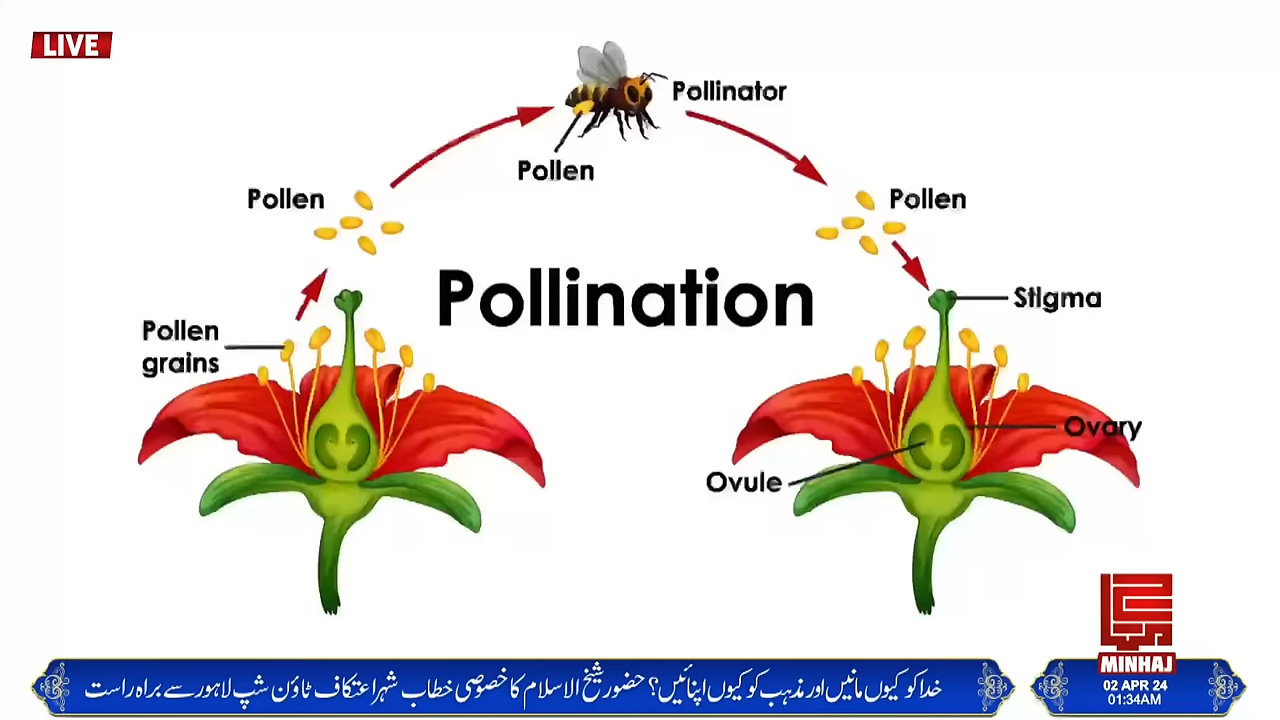 LIVE
Pollinator
Pollen
Pollen
Pollen
Pollination
Stigma
Pollen
grains
Ovary
Ovule
MINHAJ
خدا کو کیوں مانیں اور مذہب کو کیوں اپنائیں؟ حضور شیخ الاسلام کا خصوصی خطاب شہر اعتکاف ٹاؤن شپ لاہور سے براہ راست
02 APR 24
01:34AM